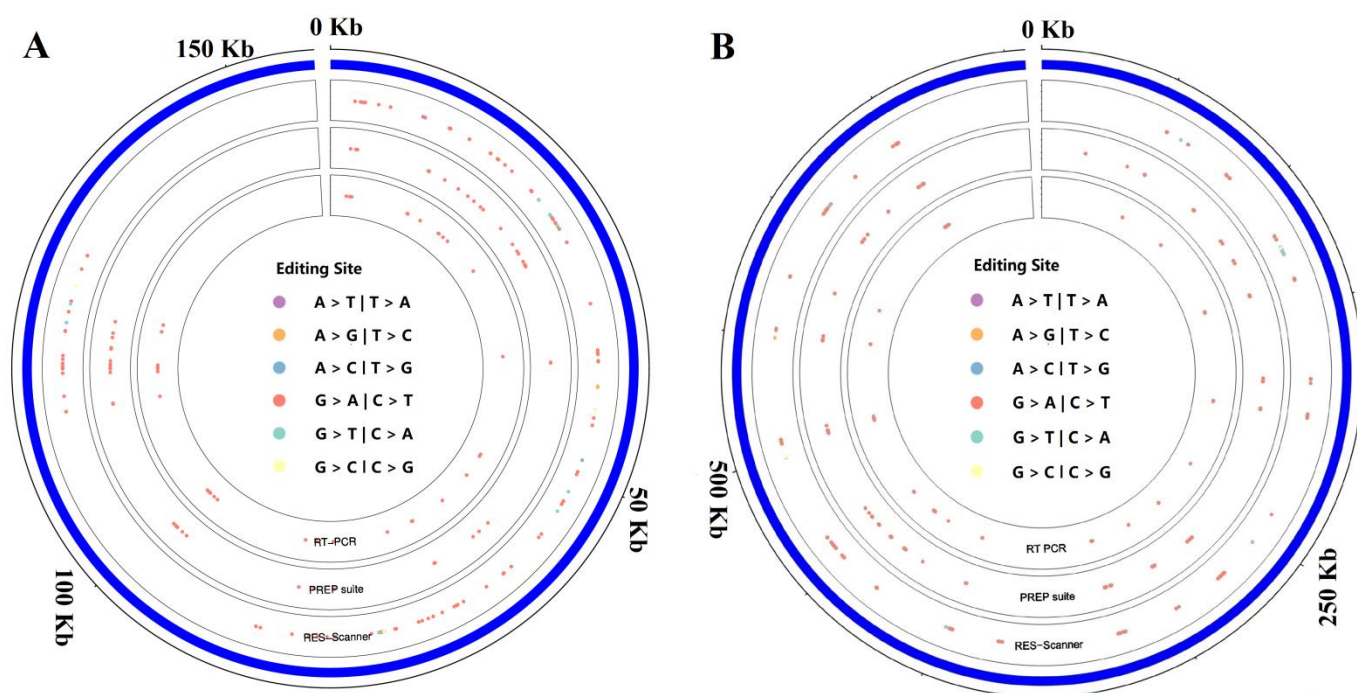 A
0 Kb
150 Kb
50 Kb
100 Kb
Editing Site
A > T | T > A
A > G | T > C
A > C | T > G
G > A | C > T
G > T | C > A
G > C | C > G
RT-PCR
PREP suite
RES-Scanner
B
0 Kb
250 Kb
500 Kb
Editing Site
A > T | T > A
A > G | T > C
A > C | T > G
G > A | C > T
G > T | C > A
G > C | C > G
RT PCR
PREP suite
RES-Scanner